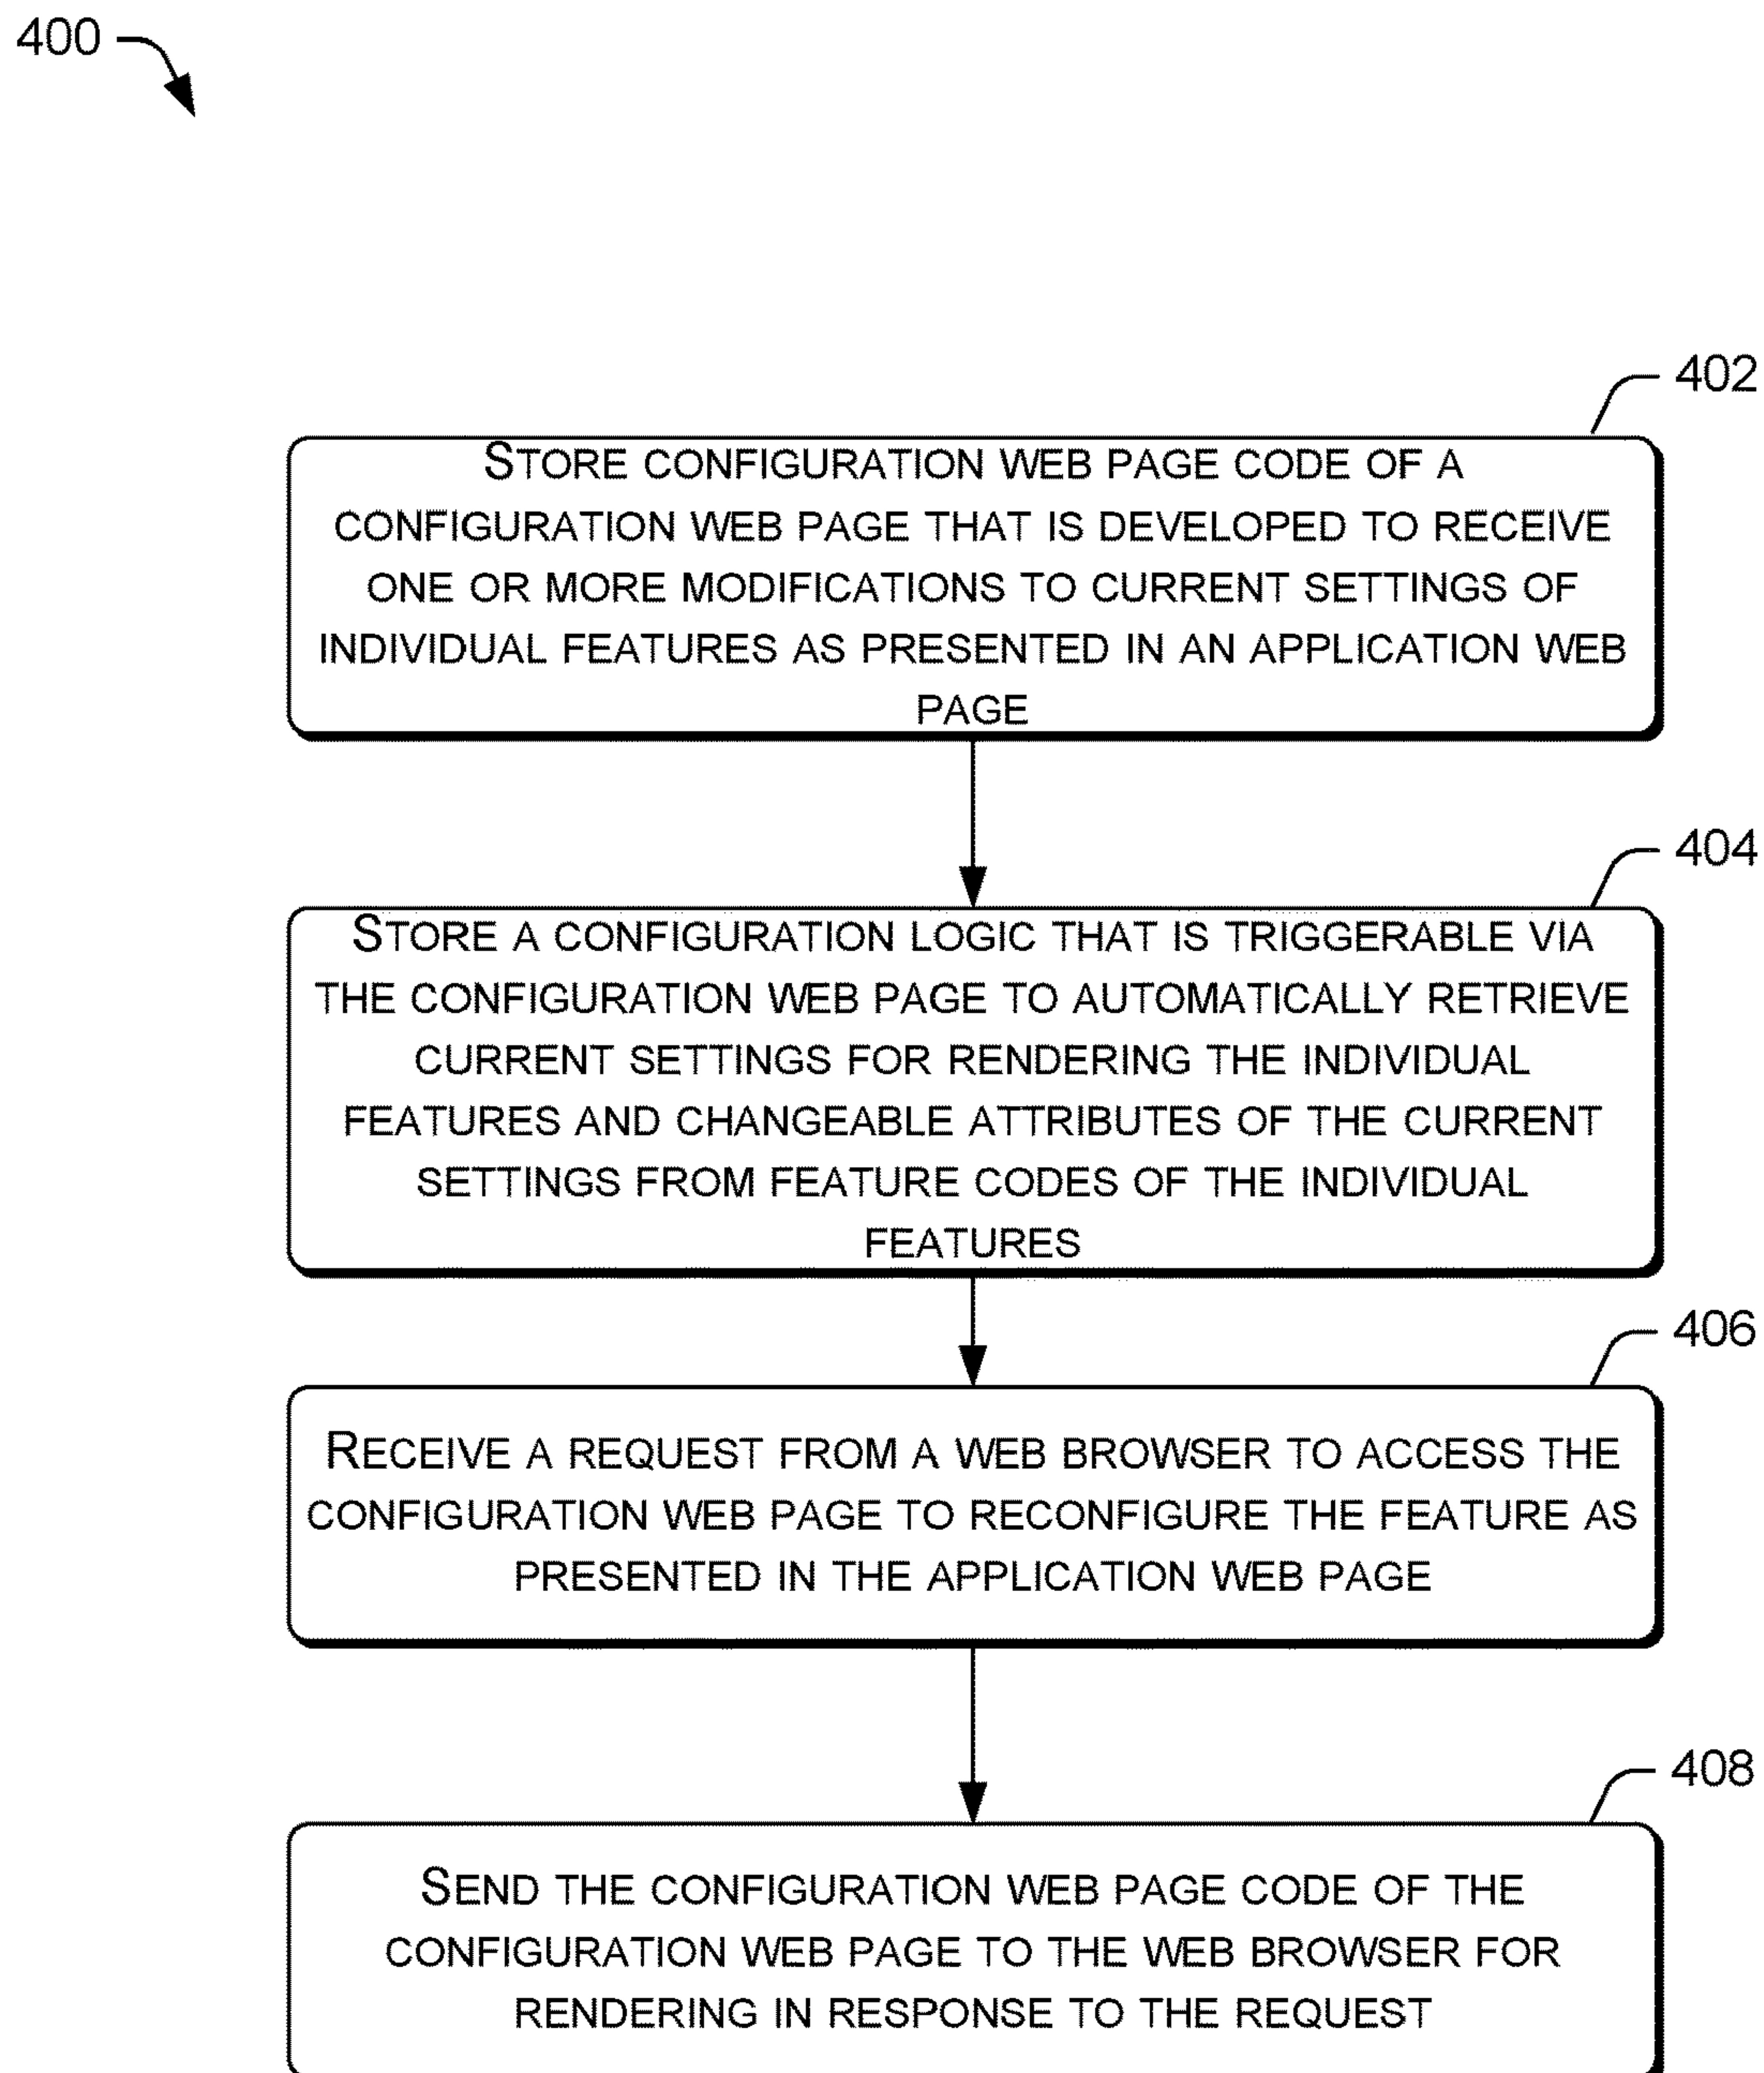 400
402
STORE CONFIGURATION WEB PAGE CODE OF A
CONFIGURATION WEB PAGE THAT IS DEVELOPED TO RECEIVE
ONE OR MORE MODIFICATIONS TO CURRENT SETTINGS OF
INDIVIDUAL FEATURES AS PRESENTED IN AN APPLICATION WEB
PAGE
404
STORE A CONFIGURATION LOGIC THAT IS TRIGGERABLE VIA
THE CONFIGURATION WEB PAGE TO AUTOMATICALLY RETRIEVE
CURRENT SETTINGS FOR RENDERING THE INDIVIDUAL
FEATURES AND CHANGEABLE ATTRIBUTES OF THE CURRENT
SETTINGS FROM FEATURE CODES OF THE INDIVIDUAL
FEATURES
406
RECEIVE A REQUEST FROM A WEB BROWSER TO ACCESS THE
CONFIGURATION WEB PAGE TO RECONFIGURE THE FEATURE AS
PRESENTED IN THE APPLICATION WEB PAGE
408
SEND THE CONFIGURATION WEB PAGE CODE OF THE
CONFIGURATION WEB PAGE TO THE WEB BROWSER FOR
RENDERING IN RESPONSE TO THE REQUEST